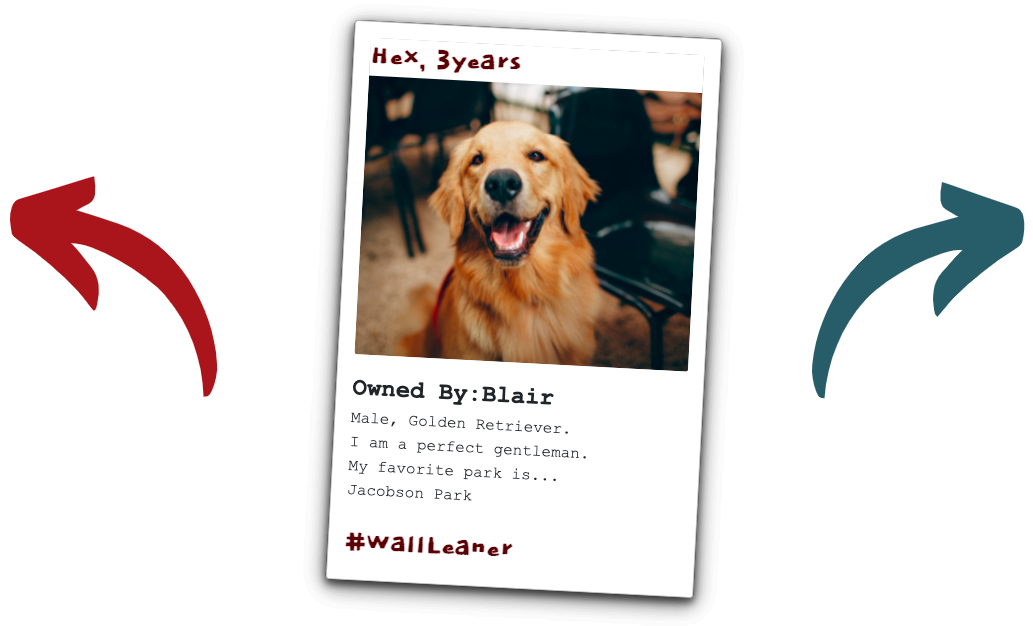 Hex, 3years
Owned By:Blair
Male, Golden Retriever.
I am a perfect gentleman.
My favorite park is...
Jacobson Park
#wallLeaner